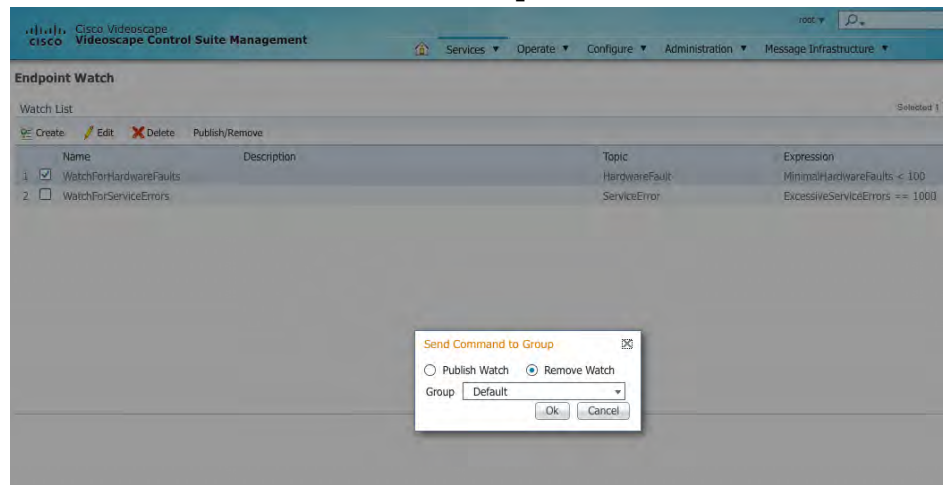 root
Cisco Videoscape
cisco Videoscape Control Suite Management
Services Operate Configure Administration Message Infrastructure
Endpoint Watch
Watch List Selected 1
Create Edit Delete Publish/Remove
Name Description Topic Expression
1 WatchForHardwareFaults HardwareFault MinimalHardwareFaults < 100
2 WatchForServiceErrors ServiceError ExcessiveServiceErrors == 1000
Send Command to Group
Publish Watch Remove Watch
Group Default
Ok Cancel